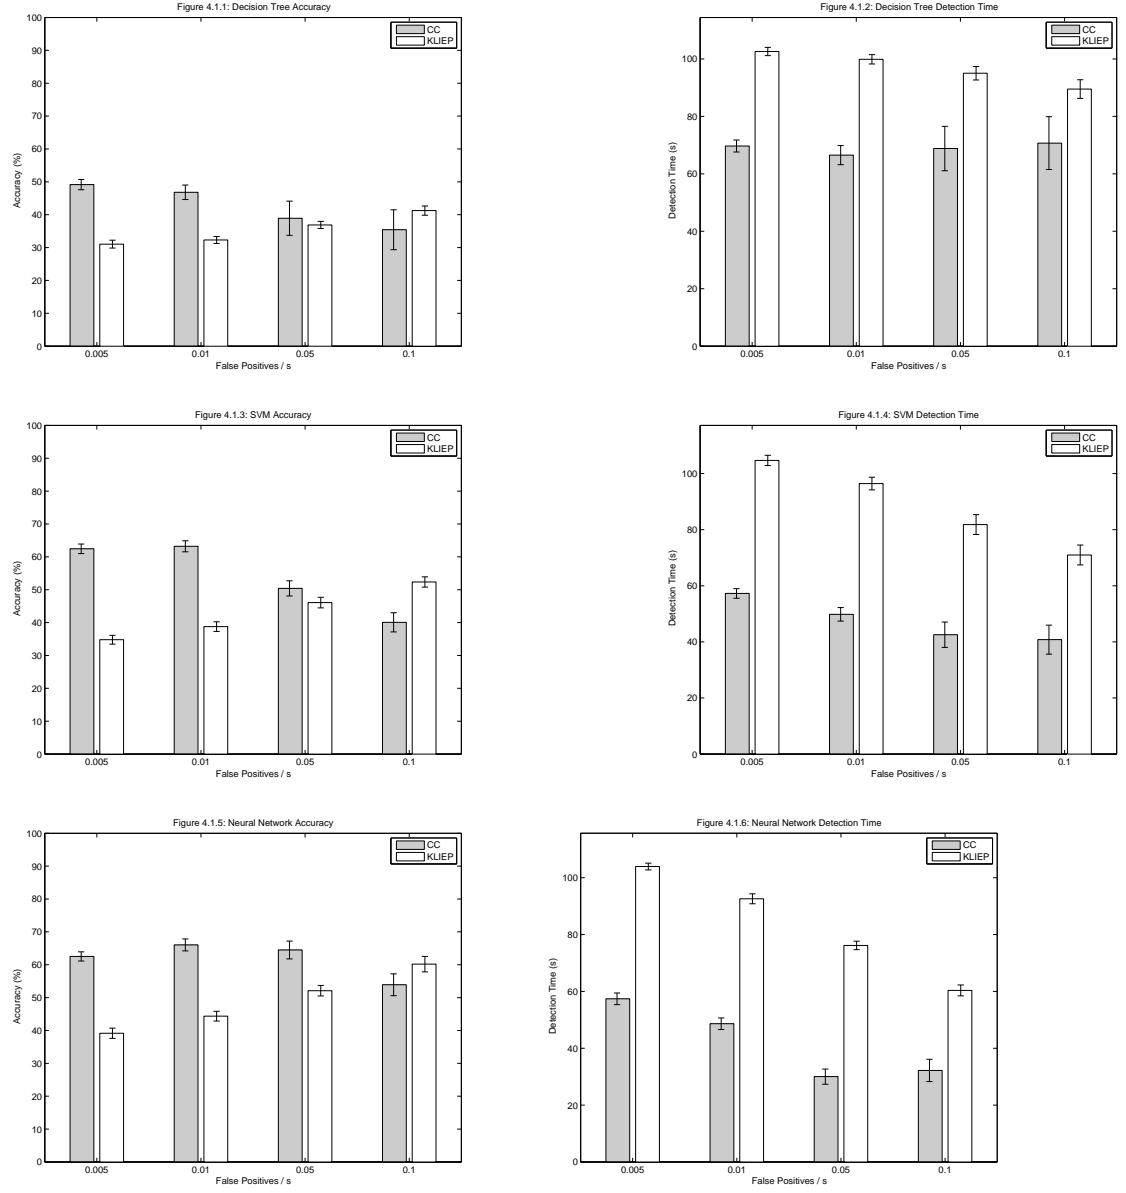 Figure 4.1.1: Decision Tree Accuracy
100
90
80
70
60
50
40
30
20
10
0
Accuracy (%)
CC
KLIEP
0.005 0.01 0.05 0.1
False Positives / s
Figure 4.1.2: Decision Tree Detection Time
100
80
60
40
20
0
Detection Time (s)
CC
KLIEP
0.005 0.01 0.05 0.1
False Positives / s
Figure 4.1.3: SVM Accuracy
100
90
80
70
60
50
40
30
20
10
0
Accuracy (%)
CC
KLIEP
0.005 0.01 0.05 0.1
False Positives / s
Figure 4.1.4: SVM Detection Time
100
80
60
40
20
0
Detection Time (s)
CC
KLIEP
0.005 0.01 0.05 0.1
False Positives / s
Figure 4.1.5: Neural Network Accuracy
100
90
80
70
60
50
40
30
20
10
0
Accuracy (%)
CC
KLIEP
0.005 0.01 0.05 0.1
False Positives / s
Figure 4.1.6: Neural Network Detection Time
100
80
60
40
20
0
Detection Time (s)
CC
KLIEP
0.005 0.01 0.05 0.1
False Positives / s